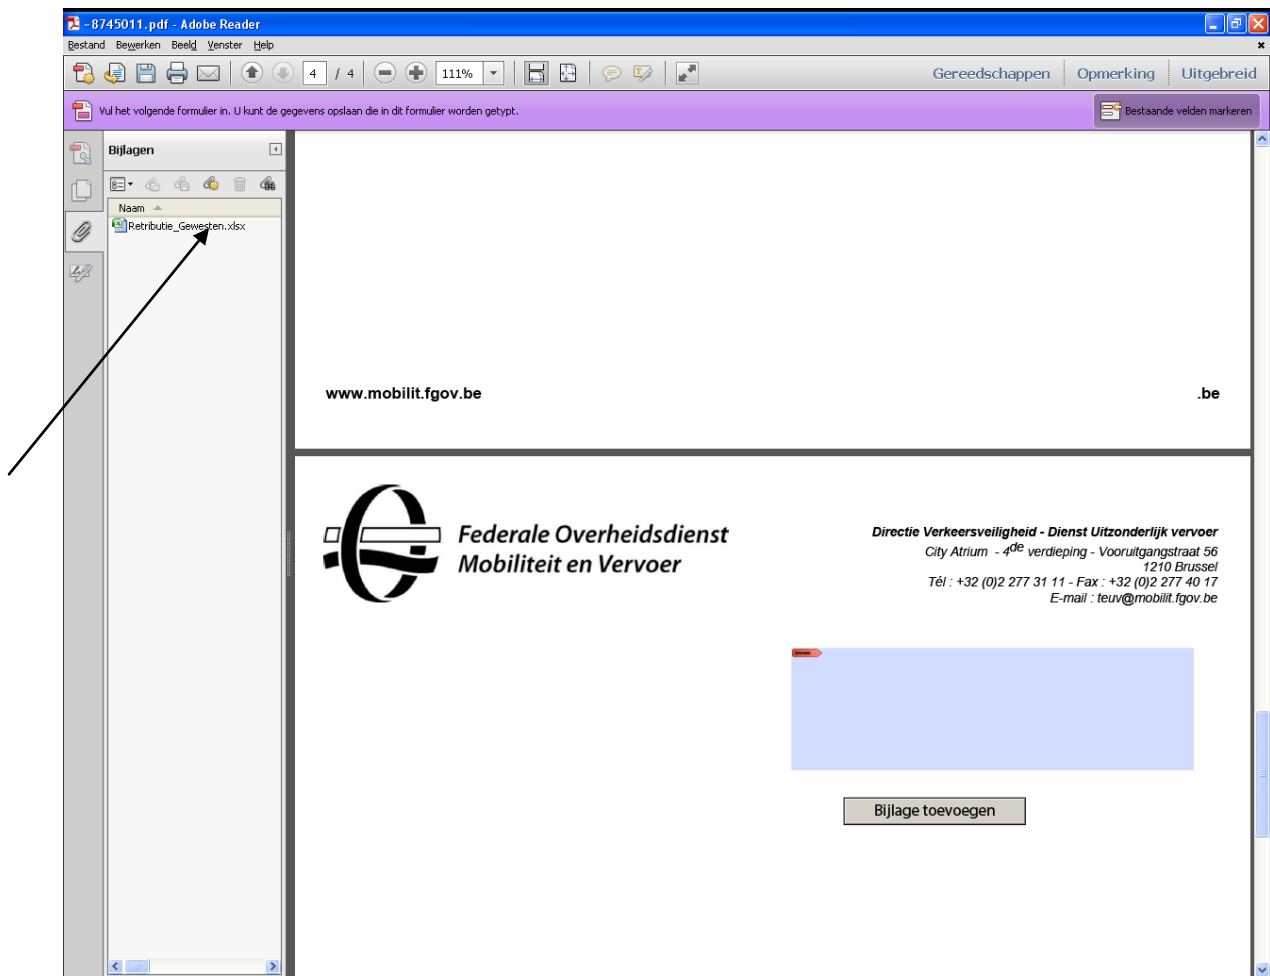 ~8745011.pdf - Adobe Reader
Bestand Bewerken Beeld Venster Help
4 / 4 111% Gereedschappen Opmerking Uitgebreid
Vul het volgende formulier in. U kunt de gegevens opslaan die in dit formulier worden getypt. Bestaande velden markeren
Bijlagen
Naam
Retributie_Gewesten.xlsx
www.mobilit.fgov.be .be
Federale Overheidsdienst
Mobiliteit en Vervoer
Directie Verkeersveiligheid - Dienst Uitzonderlijk vervoer
City Atrium - 4de verdieping - Vooruitgangstraat 56
1210 Brussel
Tél : +32 (0)2 277 31 11 - Fax : +32 (0)2 277 40 17
E-mail : teuv@mobilit.fgov.be
Bijlage toevoegen